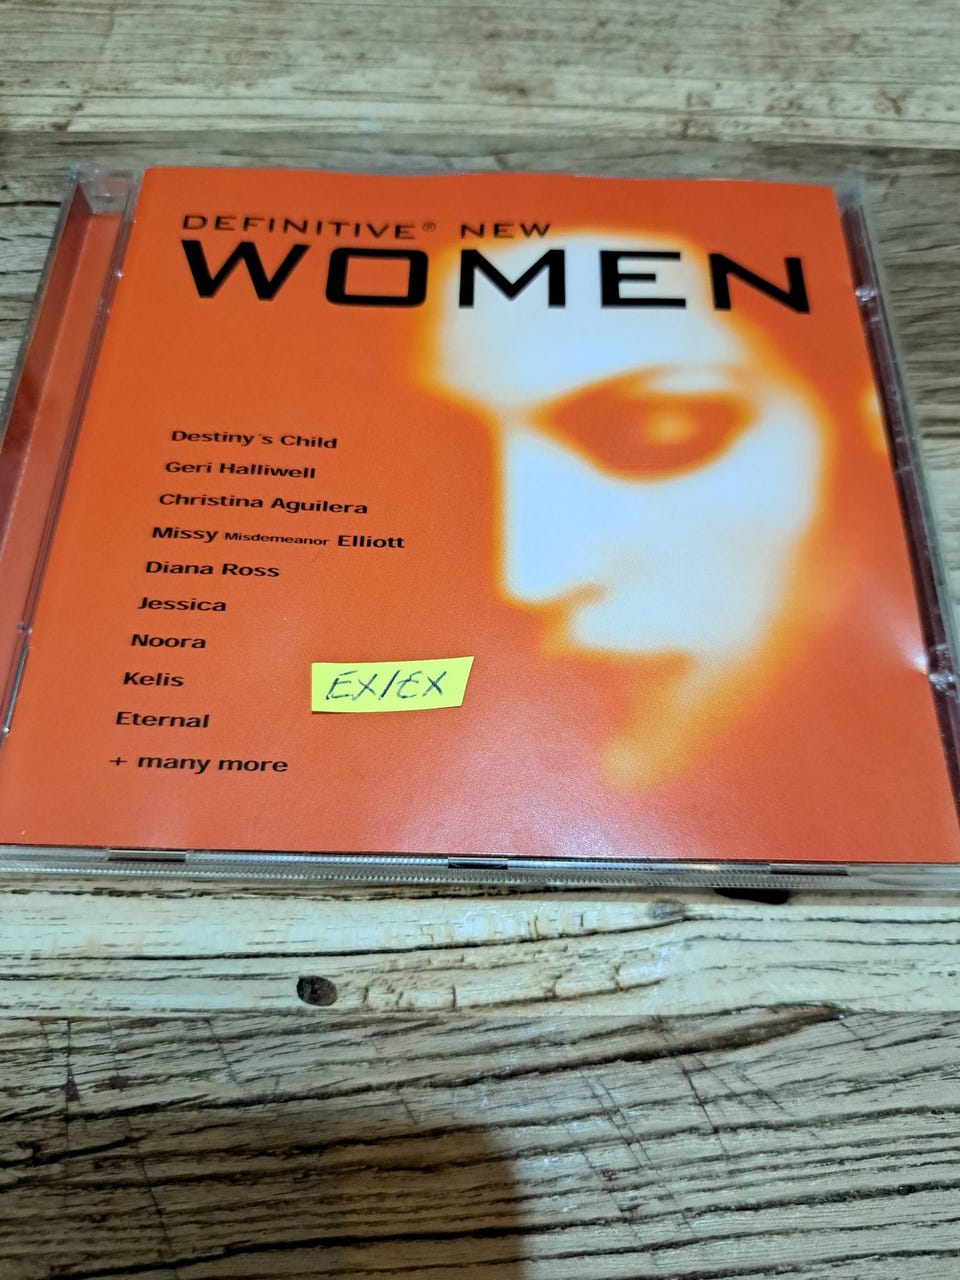 DEFINITIVE® NEW
WOMEN
Destiny's Child
Geri Halliwell
Christina Aguilera
Missy Misdemeanor Elliott
Diana Ross
Jessica
Noora
Kelis
EX/EX
Eternal
+ many more